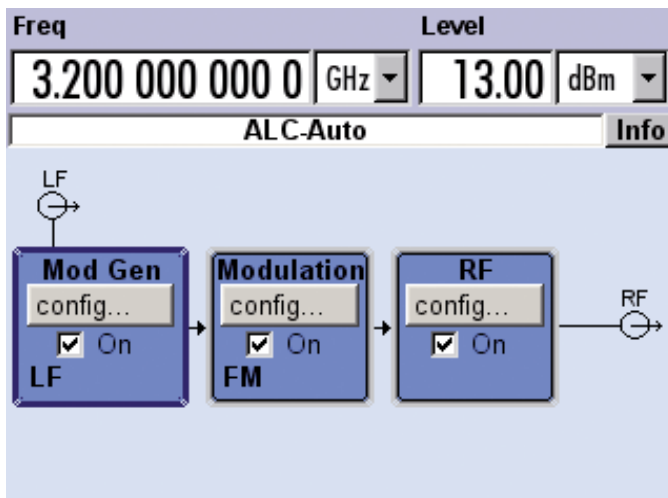 Freq Level
3.200 000 000 0 GHz 13.00 dBm
ALC-Auto Info
LF
Mod Gen Modulation RF
config... config... config... RF
On On On
LF FM